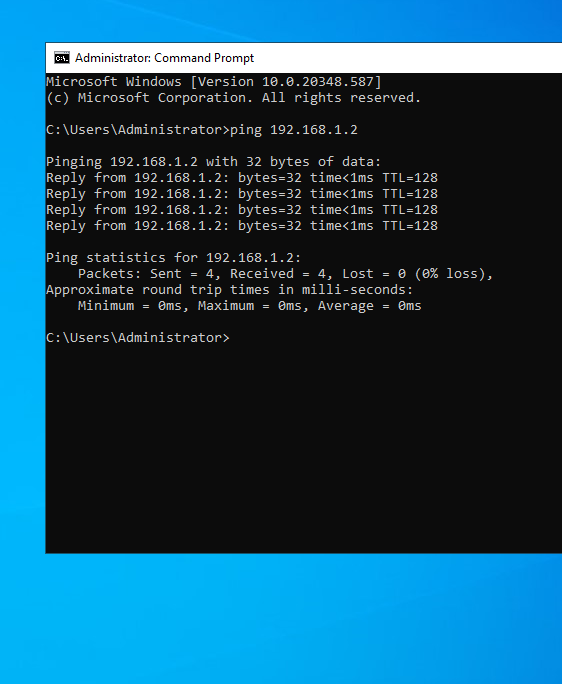 Administrator: Command Prompt
Microsoft Windows [Version 10.0.20348.587]
(c) Microsoft Corporation. All rights reserved.
C:\Users\Administrator>ping 192.168.1.2
Pinging 192.168.1.2 with 32 bytes of data:
Reply from 192.168.1.2: bytes=32 time<1ms TTL=128
Reply from 192.168.1.2: bytes=32 time<1ms TTL=128
Reply from 192.168.1.2: bytes=32 time<1ms TTL=128
Reply from 192.168.1.2: bytes=32 time<1ms TTL=128
Ping statistics for 192.168.1.2:
    Packets: Sent = 4, Received = 4, Lost = 0 (0% loss),
Approximate round trip times in milli-seconds:
    Minimum = 0ms, Maximum = 0ms, Average = 0ms
C:\Users\Administrator>